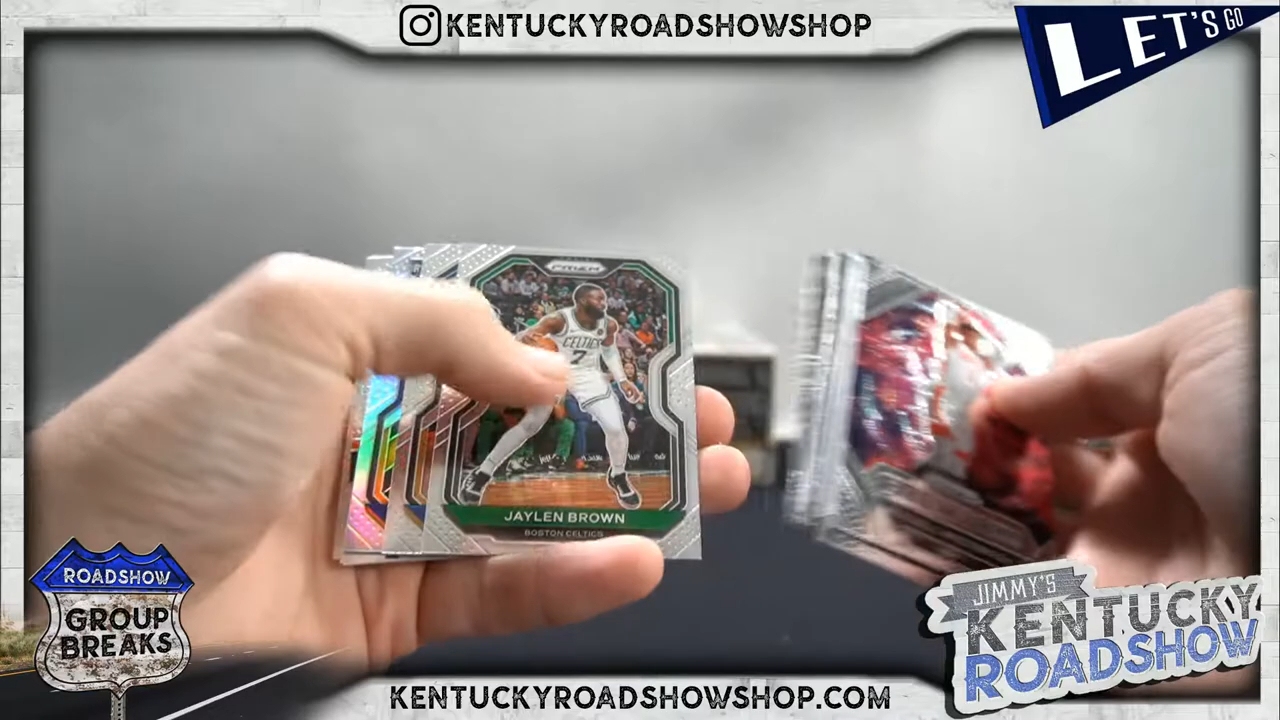 KENTUCKYROADSHOWSHOP
LET'S GO
PRIZM
CELTICS
7
JAYLEN BROWN
BOSTON CELTICS
ROADSHOW
GROUP
BREAKS
JIMMY'S
KENTUCKY
ROADSHOW
KENTUCKYROADSHOWSHOP.COM